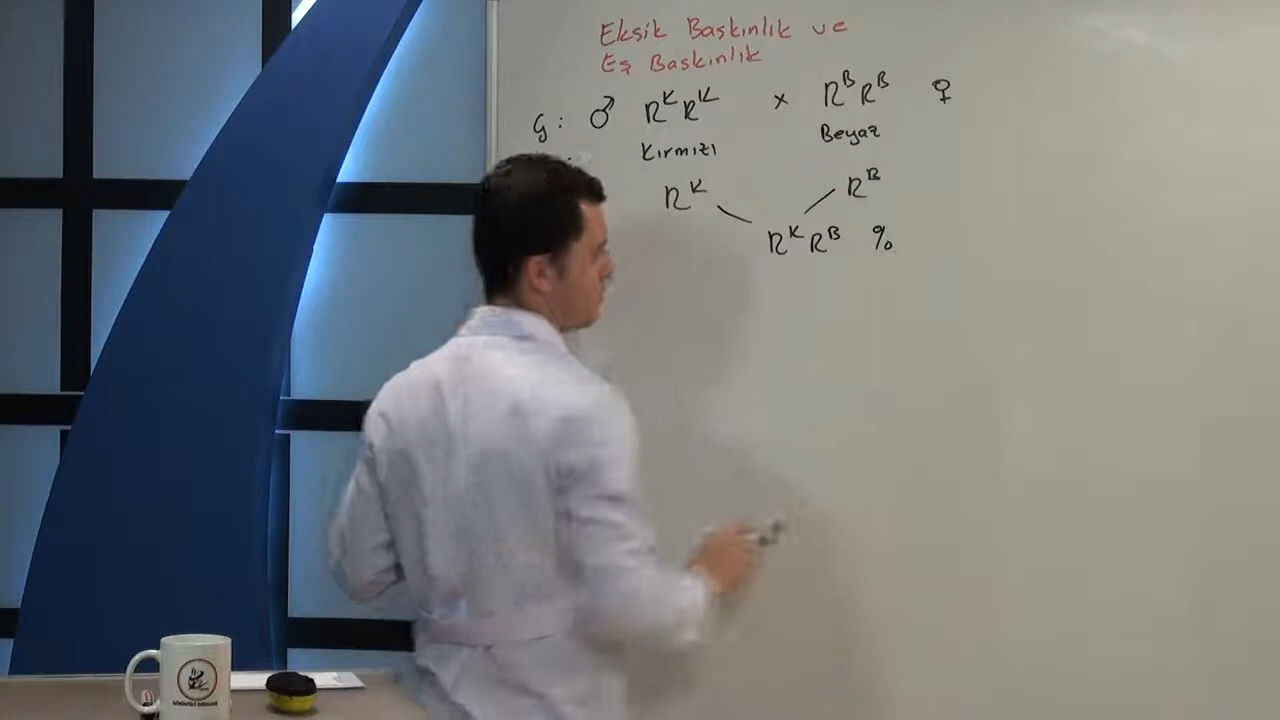 Eksik Baskınlık ve
Eş Baskınlık
G: ♂ R^K R^K x R^B R^B ♀
Kırmızı Beyaz
R^K R^B
R^K R^B %